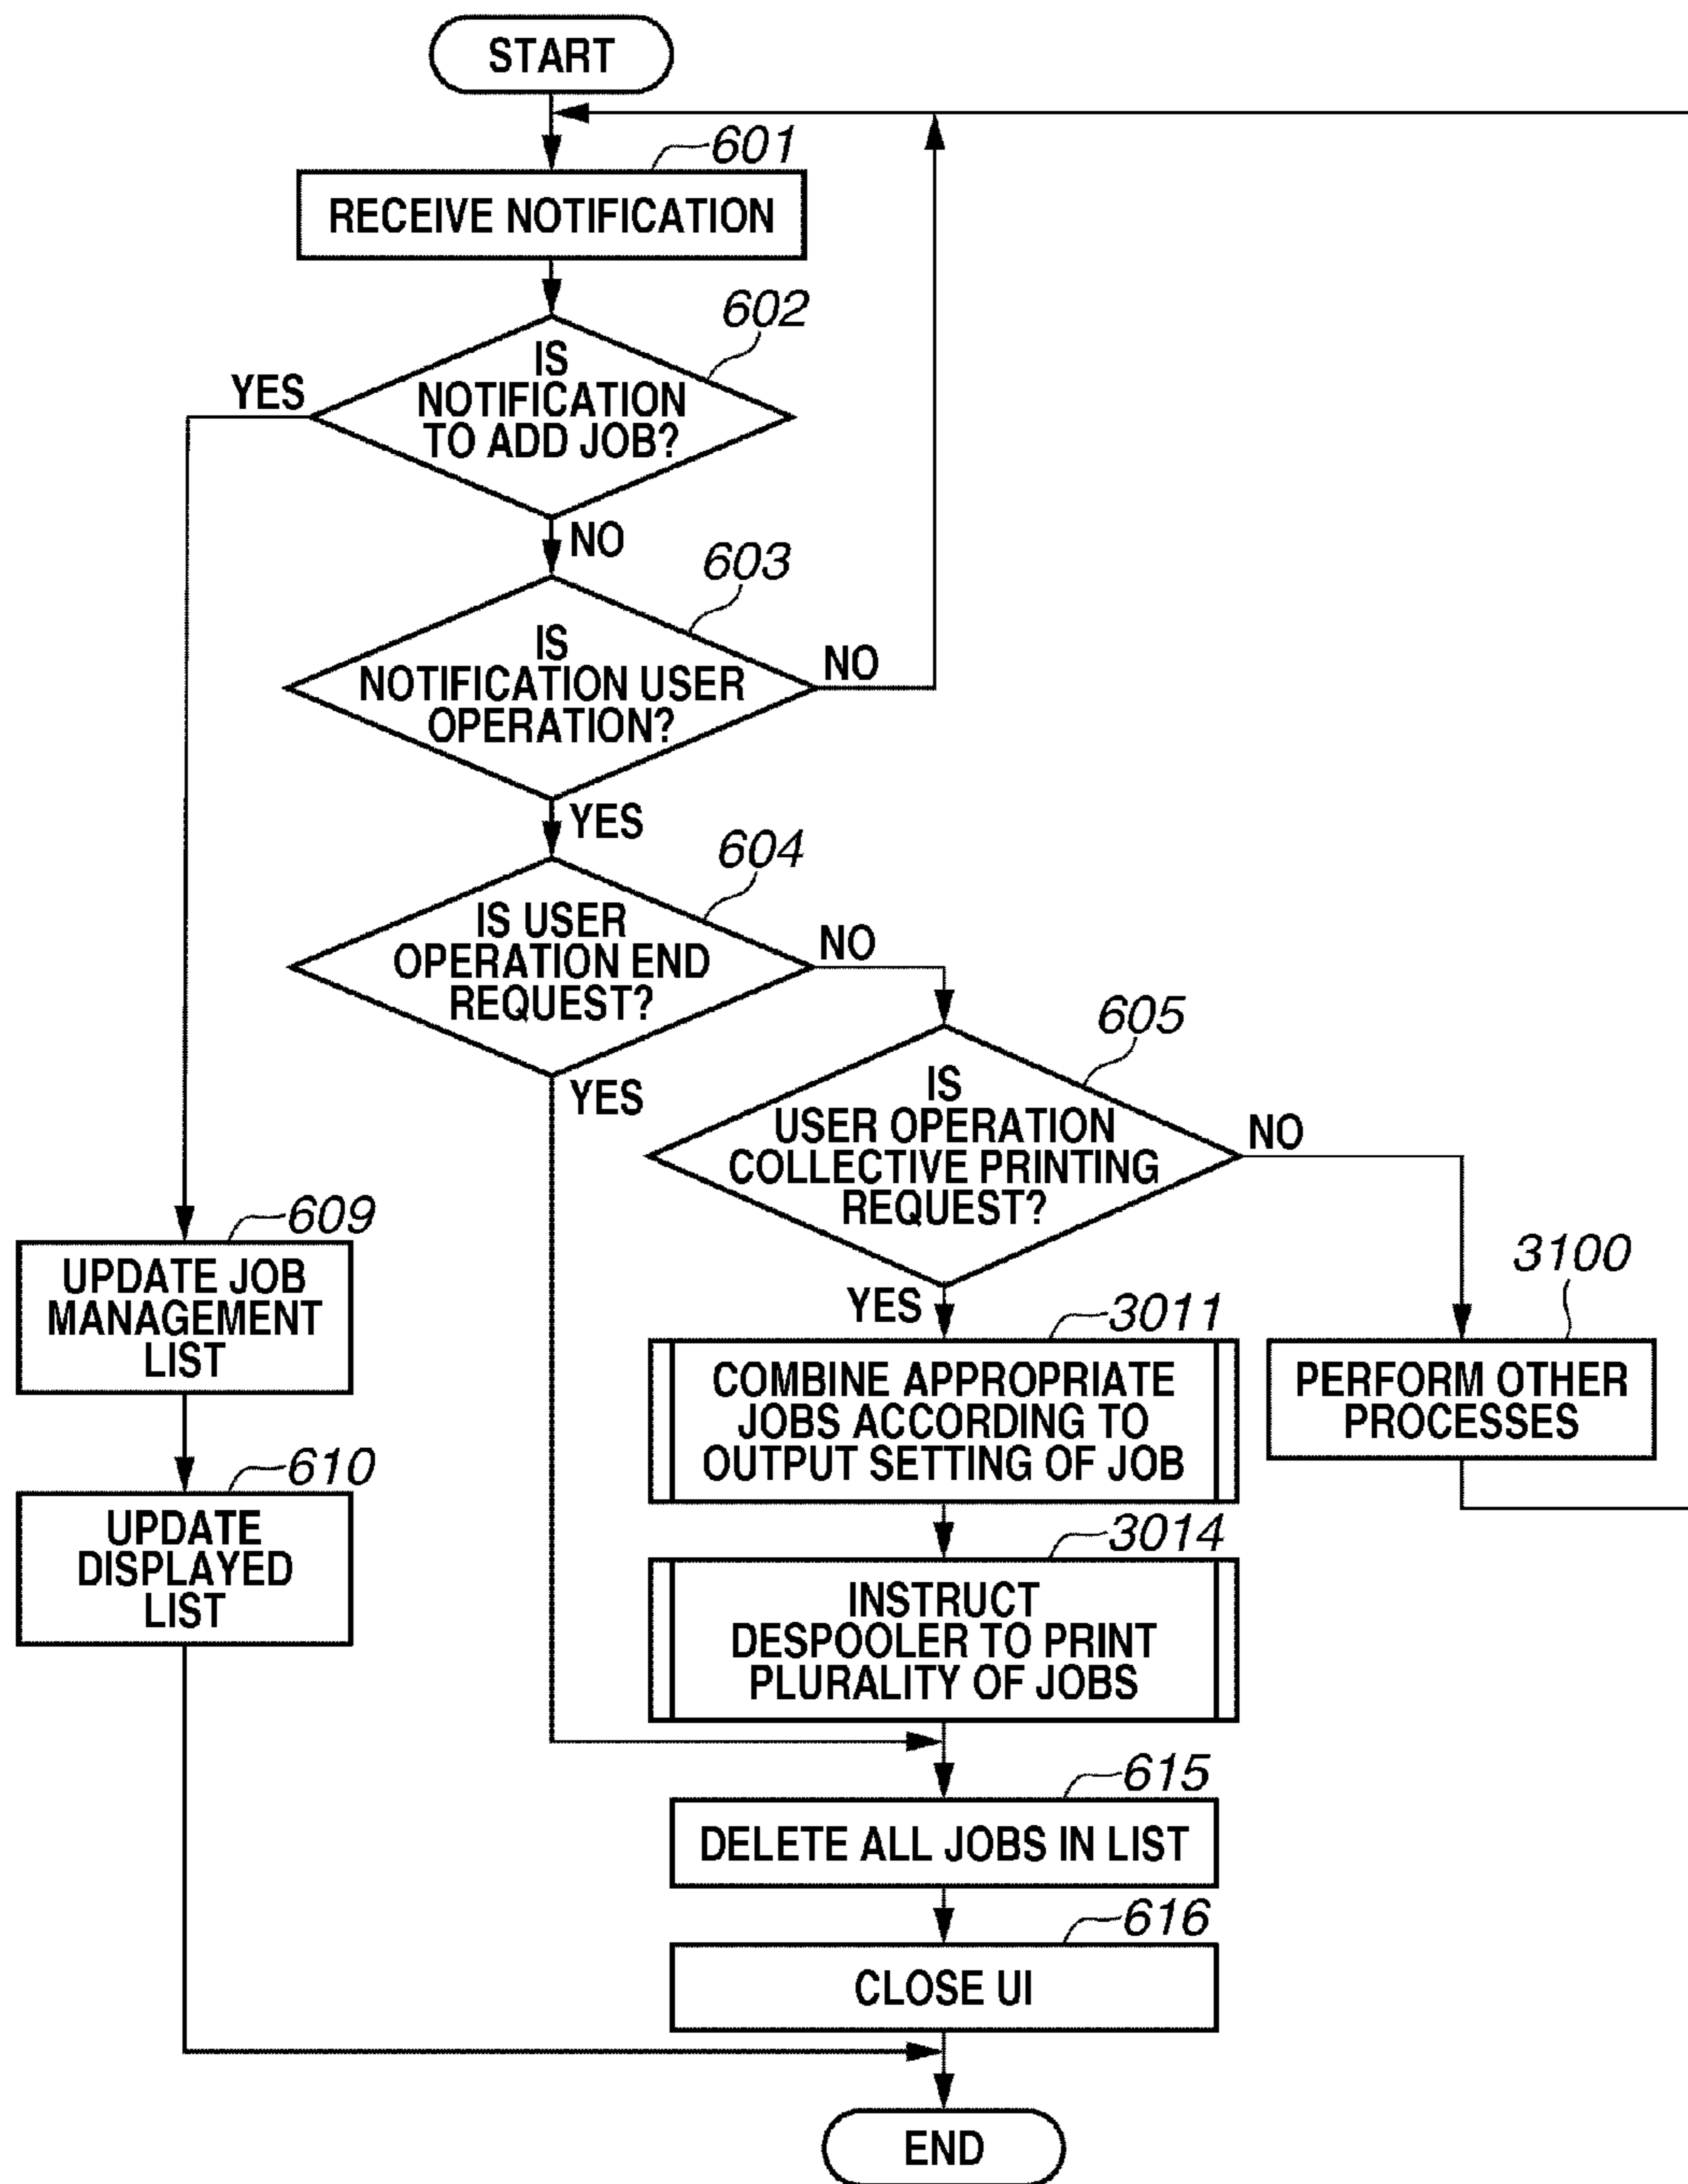 START
601
RECEIVE NOTIFICATION
602
IS
NOTIFICATION
TO ADD JOB?
YES
NO
603
IS
NOTIFICATION USER
OPERATION?
NO
YES
604
IS USER
OPERATION END
REQUEST?
NO
YES
605
IS
USER OPERATION
COLLECTIVE PRINTING
REQUEST?
NO
YES
609
UPDATE JOB
MANAGEMENT
LIST
610
UPDATE
DISPLAYED
LIST
3011
COMBINE APPROPRIATE
JOBS ACCORDING TO
OUTPUT SETTING OF JOB
3100
PERFORM OTHER
PROCESSES
3014
INSTRUCT
DESPOOLER TO PRINT
PLURALITY OF JOBS
615
DELETE ALL JOBS IN LIST
616
CLOSE UI
END